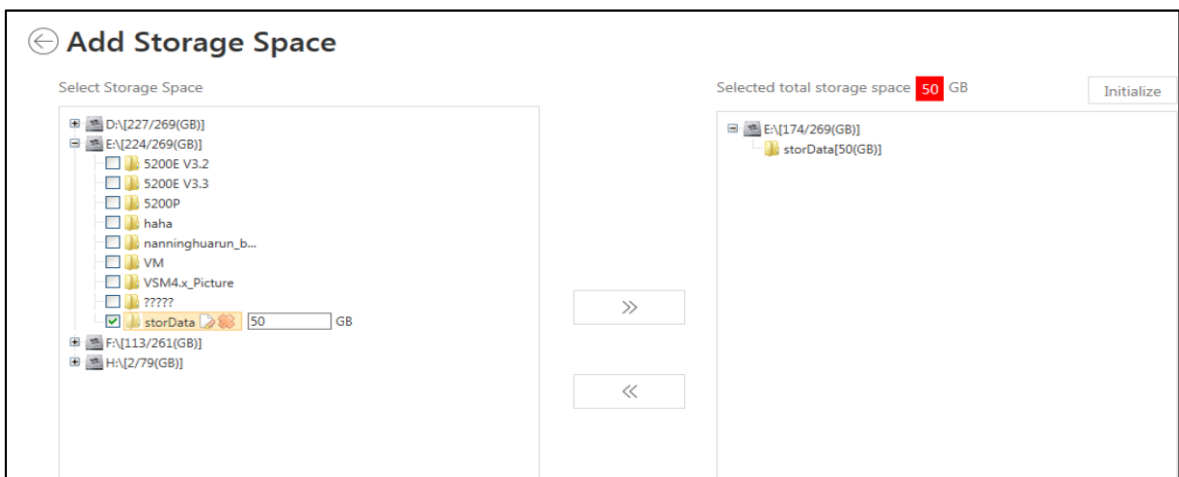 Add Storage Space
Select Storage Space
D:\[227/269(GB)]
E:\[224/269(GB)]
5200E V3.2
5200E V3.3
5200P
haha
nanninghuarun_b...
VM
VSM4.x_Picture
?????
storData 50 GB
F:\[113/261(GB)]
H:\[2/79(GB)]
Selected total storage space 50 GB
Initialize
E:\[174/269(GB)]
storData[50(GB)]